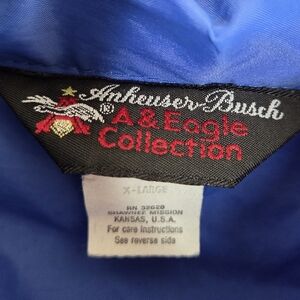 Anheuser-Busch
®
A & Eagle
Collection
X-LARGE
RN 32620
SHAWNEE MISSION
KANSAS, U.S.A.
For care instructions
See reverse side